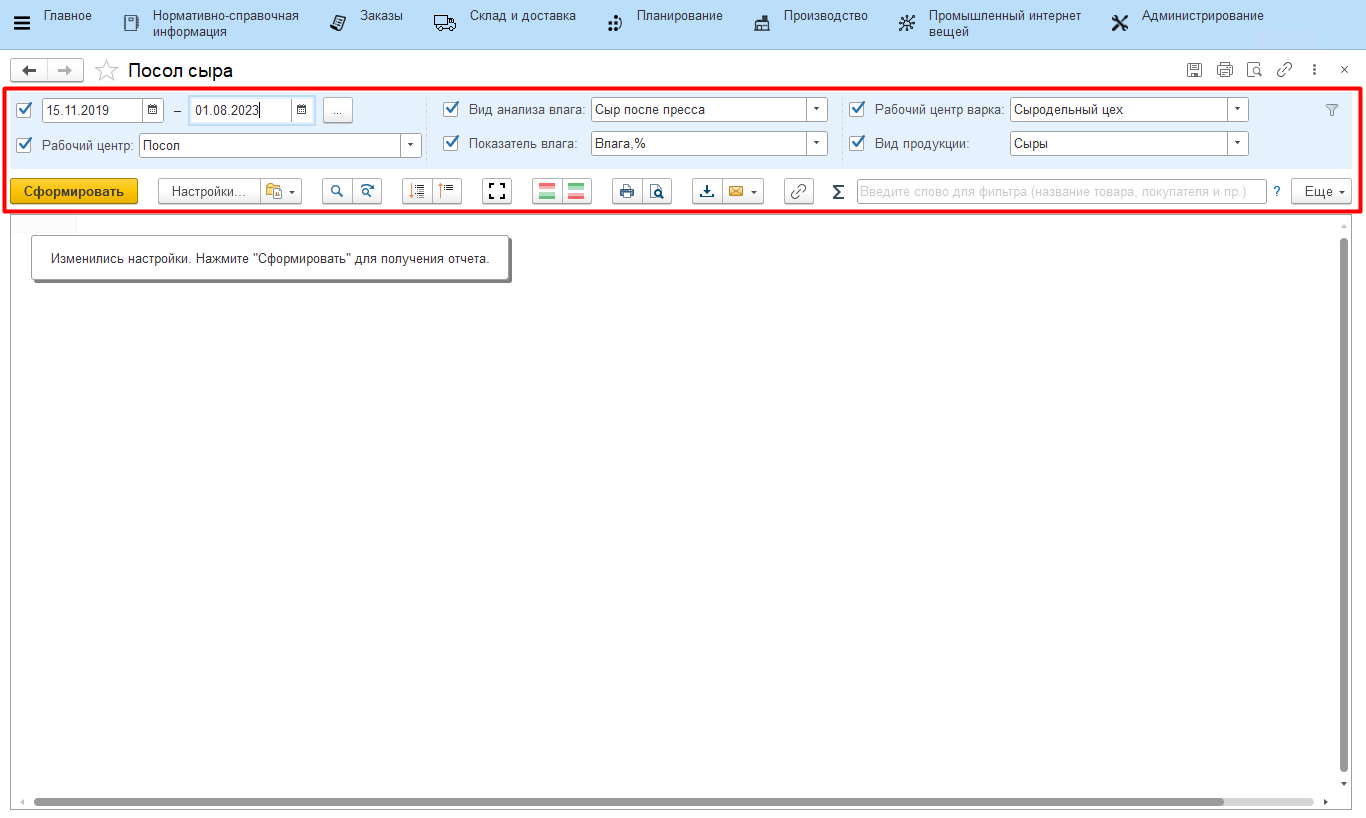 Главное
Нормативно-справочная
информация
Заказы
Склад и доставка
Планирование
Производство
Промышленный интернет
вещей
Администрирование
Посол сыра
15.11.2019 – 01.08.2023 ...
Вид анализа влага: Сыр после пресса
Рабочий центр варка: Сыродельный цех
Рабочий центр: Посол
Показатель влага: Влага,%
Вид продукции: Сыры
Сформировать Настройки... Σ Введите слово для фильтра (название товара, покупателя и пр.) ? Еще
Изменились настройки. Нажмите "Сформировать" для получения отчета.